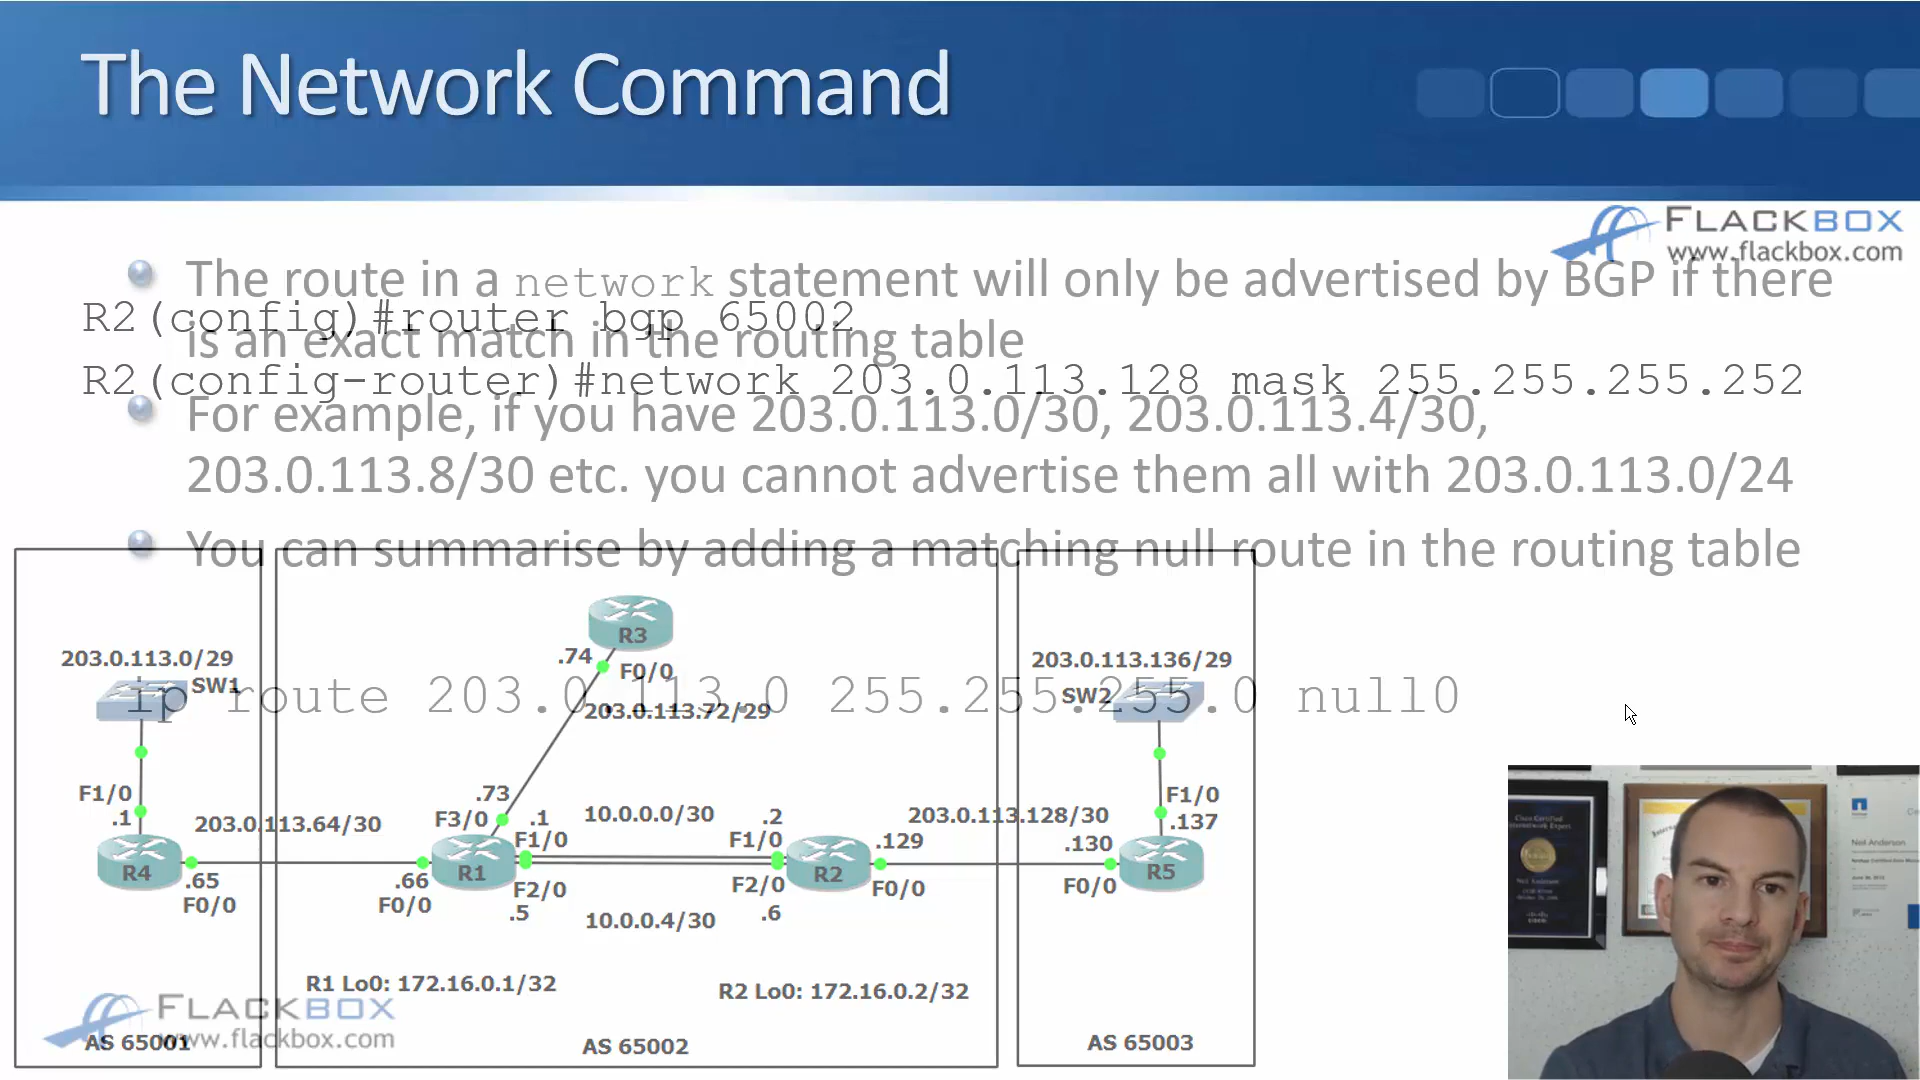 The Network Command
FLACKBOX
www.flackbox.com
The route in a network statement will only be advertised by BGP if there
is an exact match in the routing table
For example, if you have 203.0.113.0/30, 203.0.113.4/30,
203.0.113.8/30 etc. you cannot advertise them all with 203.0.113.0/24
You can summarise by adding a matching null route in the routing table
ip route 203.0.113.0 255.255.255.0 null0
R2(config)#router bgp 65002
R2(config-router)#network 203.0.113.128 mask 255.255.255.252
R3
.74
F0/0
203.0.113.0/29
SW1
203.0.113.72/29
203.0.113.136/29
SW2
F1/0
.1
203.0.113.64/30
.73
F3/0
.1
F1/0
10.0.0.0/30
.2
F1/0
203.0.113.128/30
.129
.130
F1/0
.137
R4
.65
F0/0
.66
F0/0
R1
F2/0
.5
10.0.0.4/30
F2/0
.6
R2
F0/0
F0/0
R5
R1 Lo0: 172.16.0.1/32
R2 Lo0: 172.16.0.2/32
FLACKBOX
www.flackbox.com
AS 65001
AS 65002
AS 65003
Neil Anderson